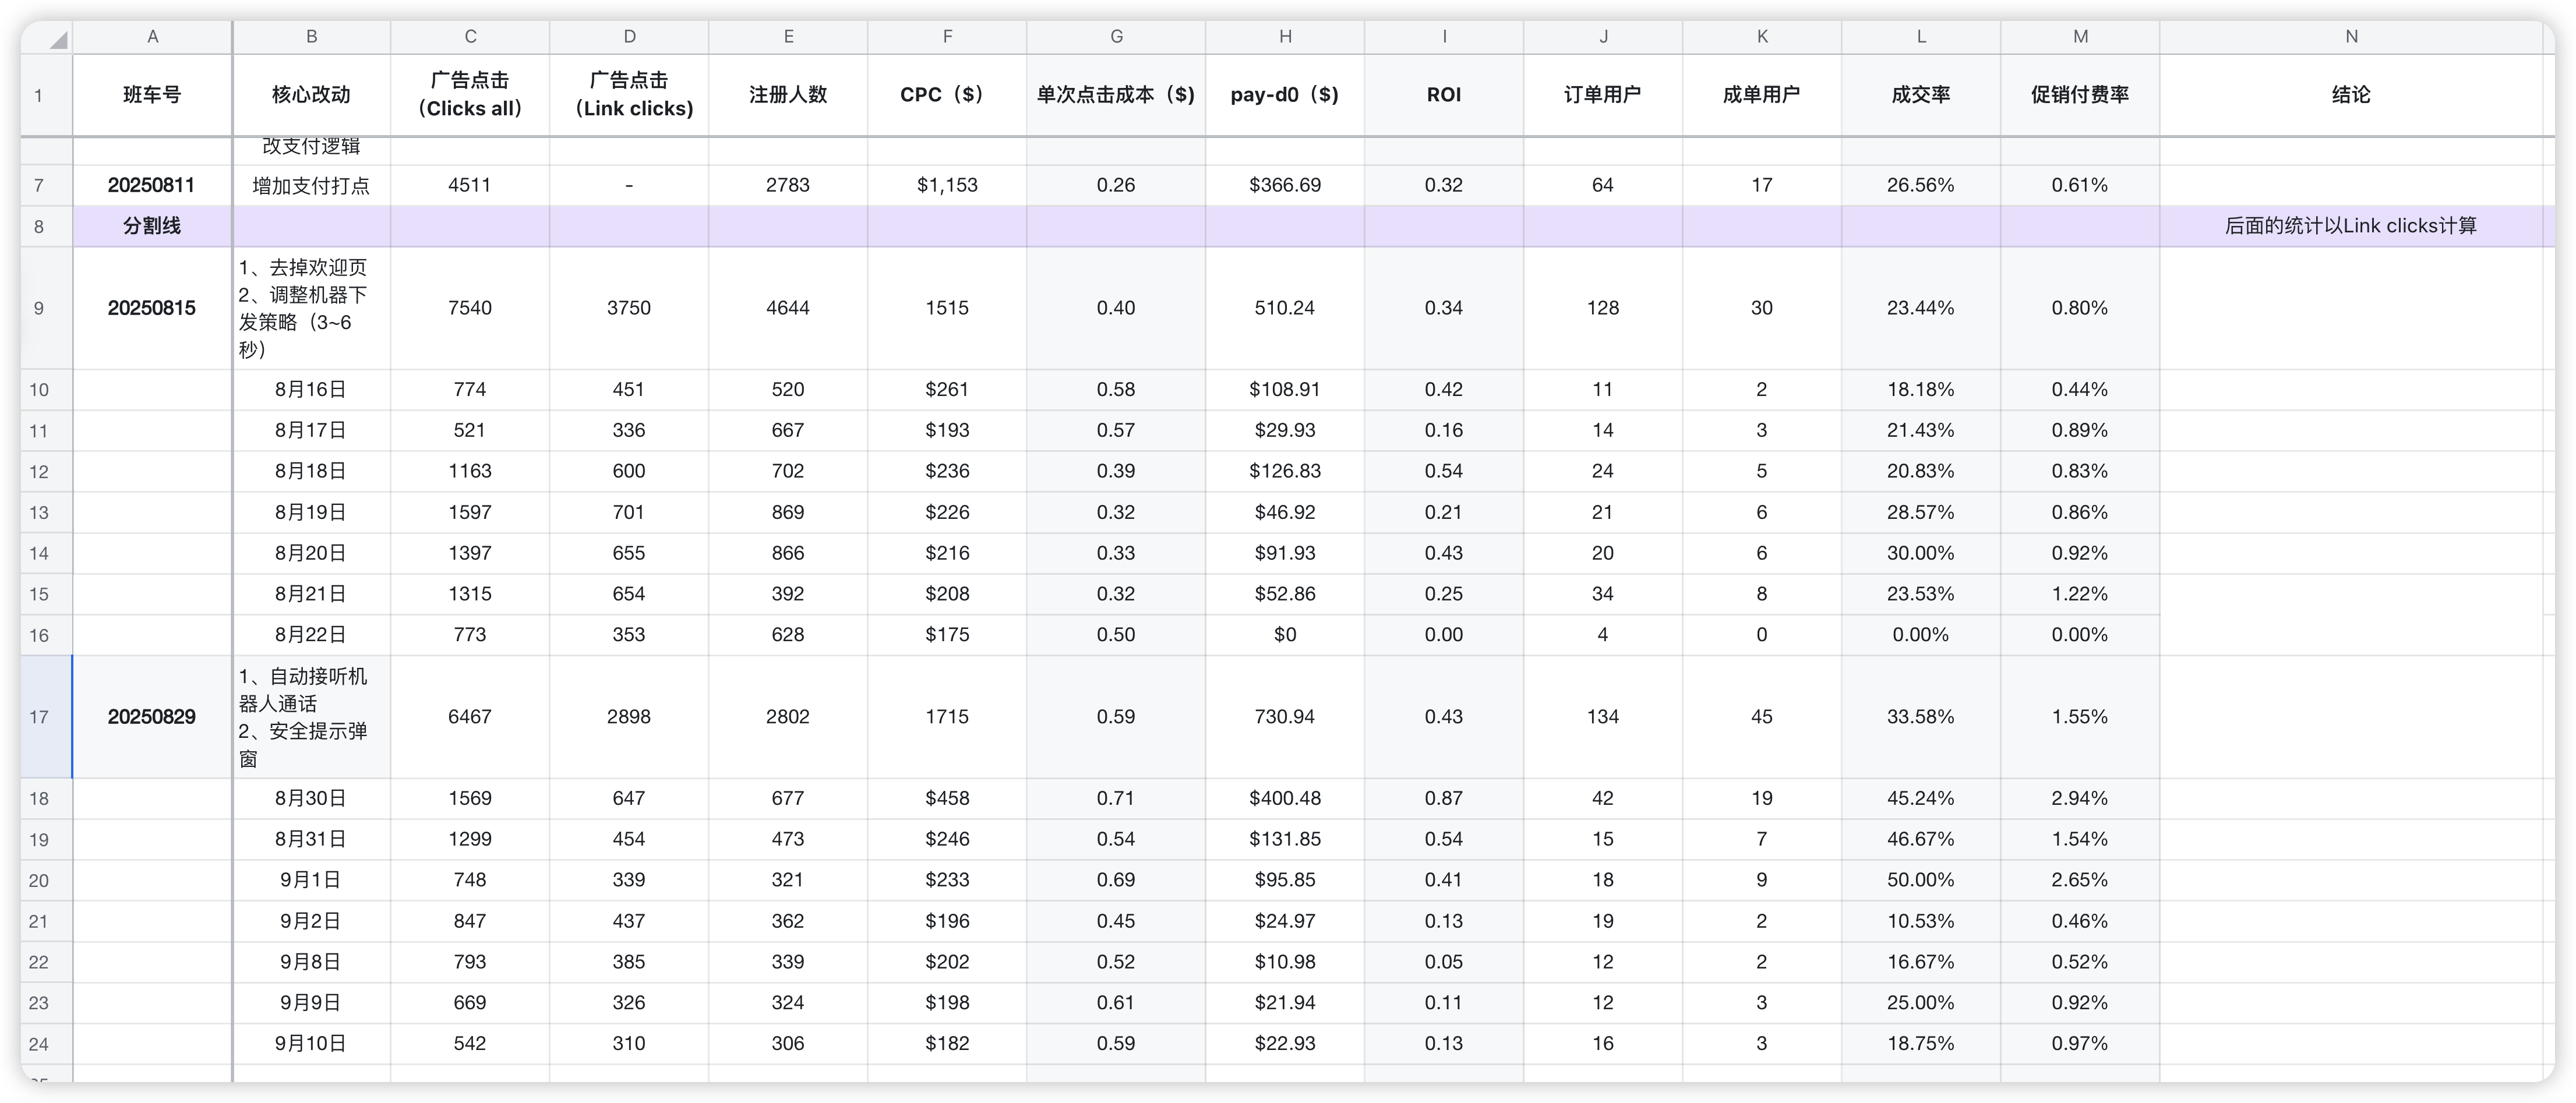 A B C D E F G H I J K L M N
1 班车号 核心改动 广告点击（Clicks all） 广告点击（Link clicks） 注册人数 CPC（$） 单次点击成本（$） pay-d0（$） ROI 订单用户 成单用户 成交率 促销付费率 结论
改支付逻辑
7 20250811 增加支付打点 4511 - 2783 $1,153 0.26 $366.69 0.32 64 17 26.56% 0.61%
8 分割线 后面的统计以Link clicks计算
1、去掉欢迎页
2、调整机器下
发策略（3~6
秒）
9 20250815 7540 3750 4644 1515 0.40 510.24 0.34 128 30 23.44% 0.80%
10 8月16日 774 451 520 $261 0.58 $108.91 0.42 11 2 18.18% 0.44%
11 8月17日 521 336 667 $193 0.57 $29.93 0.16 14 3 21.43% 0.89%
12 8月18日 1163 600 702 $236 0.39 $126.83 0.54 24 5 20.83% 0.83%
13 8月19日 1597 701 869 $226 0.32 $46.92 0.21 21 6 28.57% 0.86%
14 8月20日 1397 655 866 $216 0.33 $91.93 0.43 20 6 30.00% 0.92%
15 8月21日 1315 654 392 $208 0.32 $52.86 0.25 34 8 23.53% 1.22%
16 8月22日 773 353 628 $175 0.50 $0 0.00 4 0 0.00% 0.00%
1、自动接听机
器人通话
2、安全提示弹
窗
17 20250829 6467 2898 2802 1715 0.59 730.94 0.43 134 45 33.58% 1.55%
18 8月30日 1569 647 677 $458 0.71 $400.48 0.87 42 19 45.24% 2.94%
19 8月31日 1299 454 473 $246 0.54 $131.85 0.54 15 7 46.67% 1.54%
20 9月1日 748 339 321 $233 0.69 $95.85 0.41 18 9 50.00% 2.65%
21 9月2日 847 437 362 $196 0.45 $24.97 0.13 19 2 10.53% 0.46%
22 9月8日 793 385 339 $202 0.52 $10.98 0.05 12 2 16.67% 0.52%
23 9月9日 669 326 324 $198 0.61 $21.94 0.11 12 3 25.00% 0.92%
24 9月10日 542 310 306 $182 0.59 $22.93 0.13 16 3 18.75% 0.97%